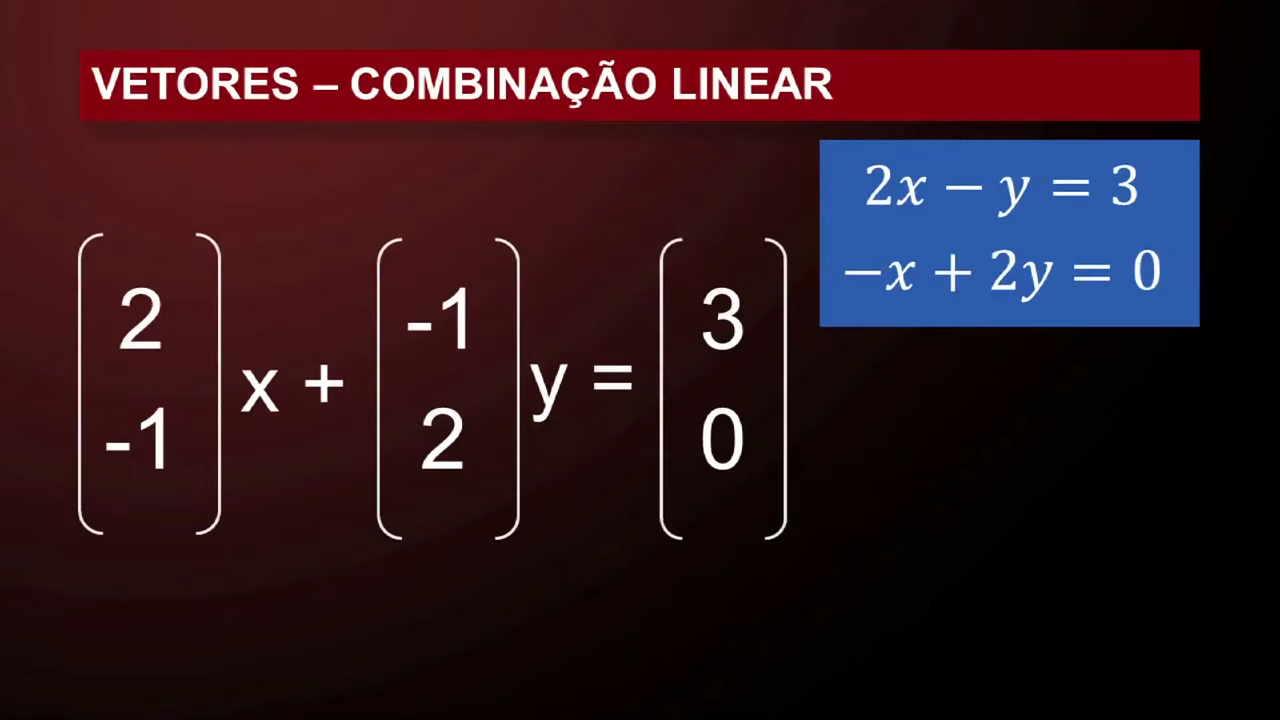 VETORES – COMBINAÇÃO LINEAR
2x − y = 3
−x + 2y = 0
2 -1 3
x + y =
-1 2 0